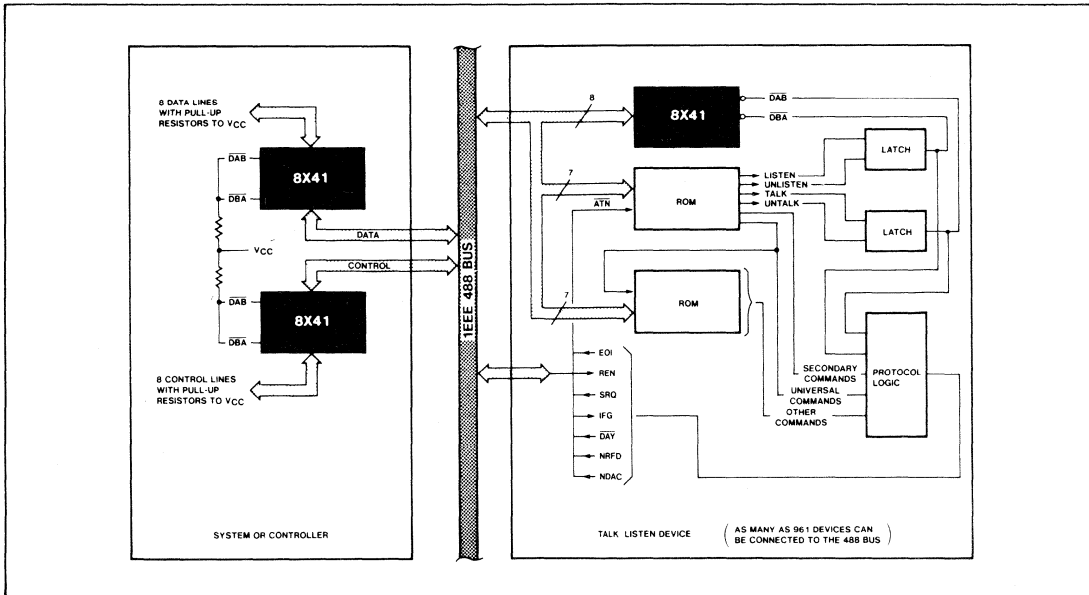 8 DATA LINES
WITH PULL-UP
RESISTORS TO VCC
DAB
8X41
DBA
DATA
VCC
CONTROL
DAB
8X41
DBA
8 CONTROL LINES
WITH PULL-UP
RESISTORS TO VCC
SYSTEM OR CONTROLLER
1EEE 488 BUS
8
8X41
DAB
DBA
LATCH
7
ATN
ROM
LISTEN
UNLISTEN
TALK
UNTALK
LATCH
7
ROM
EOI
REN
SRQ
IFG
DAY
NRFD
NDAC
SECONDARY
COMMANDS
UNIVERSAL
COMMANDS
OTHER
COMMANDS
PROTOCOL
LOGIC
TALK LISTEN DEVICE
( AS MANY AS 961 DEVICES CAN
BE CONNECTED TO THE 488 BUS )